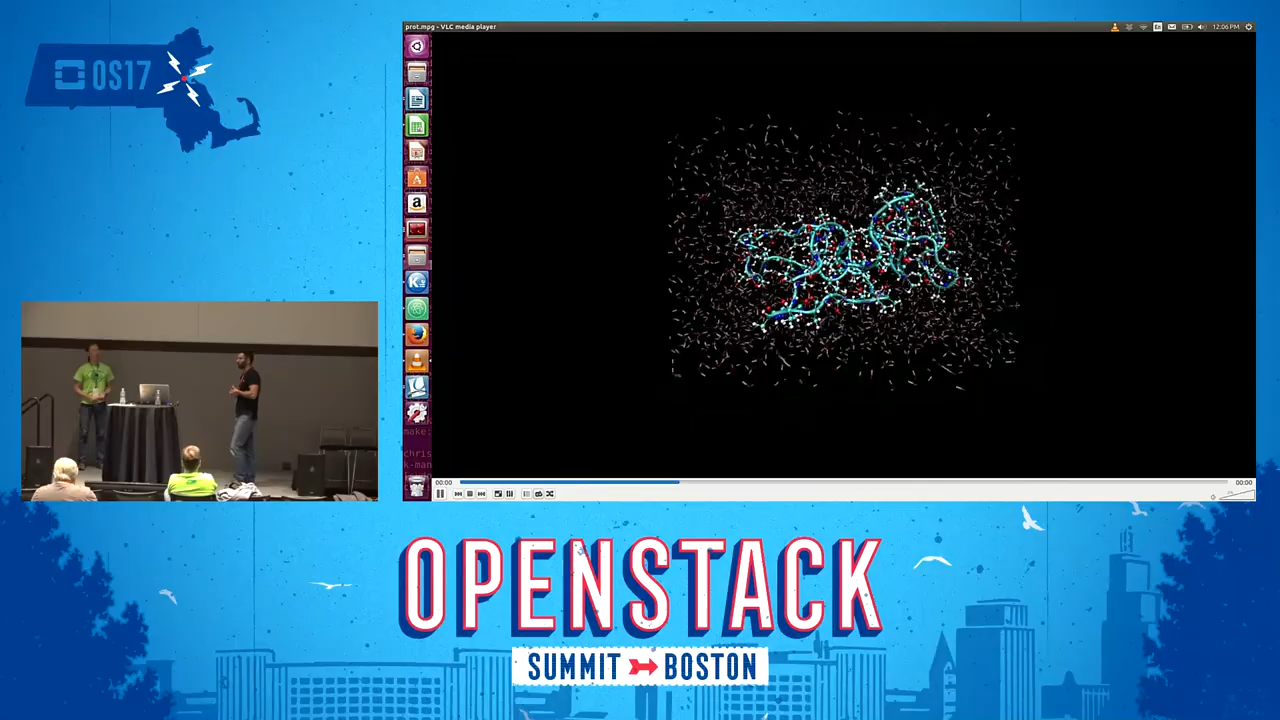 OS17
prot.mpg - VLC media player
En
12:06 PM
a
make:
chris
k-man
00:00
00:00
OPENSTACK
SUMMIT BOSTON